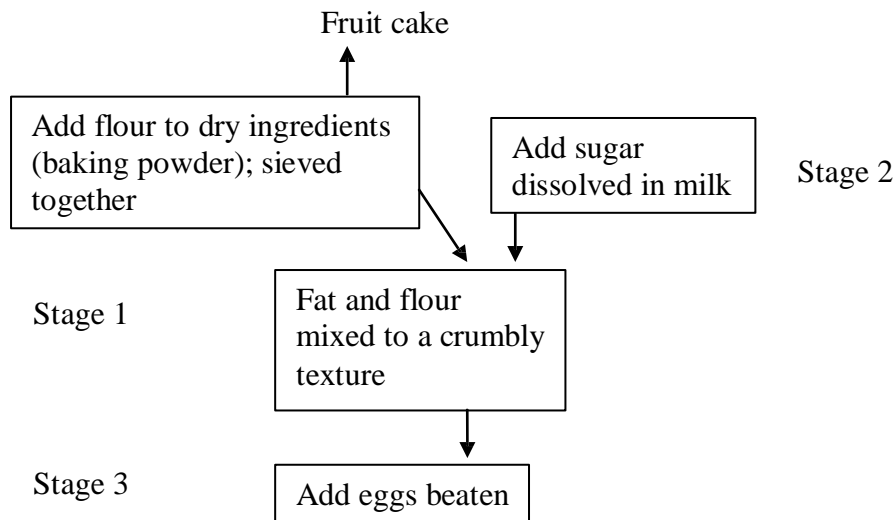 Fruit cake
Add flour to dry ingredients
(baking powder); sieved
together
Add sugar
dissolved in milk
Stage 2
Stage 1
Fat and flour
mixed to a crumbly
texture
Stage 3
Add eggs beaten